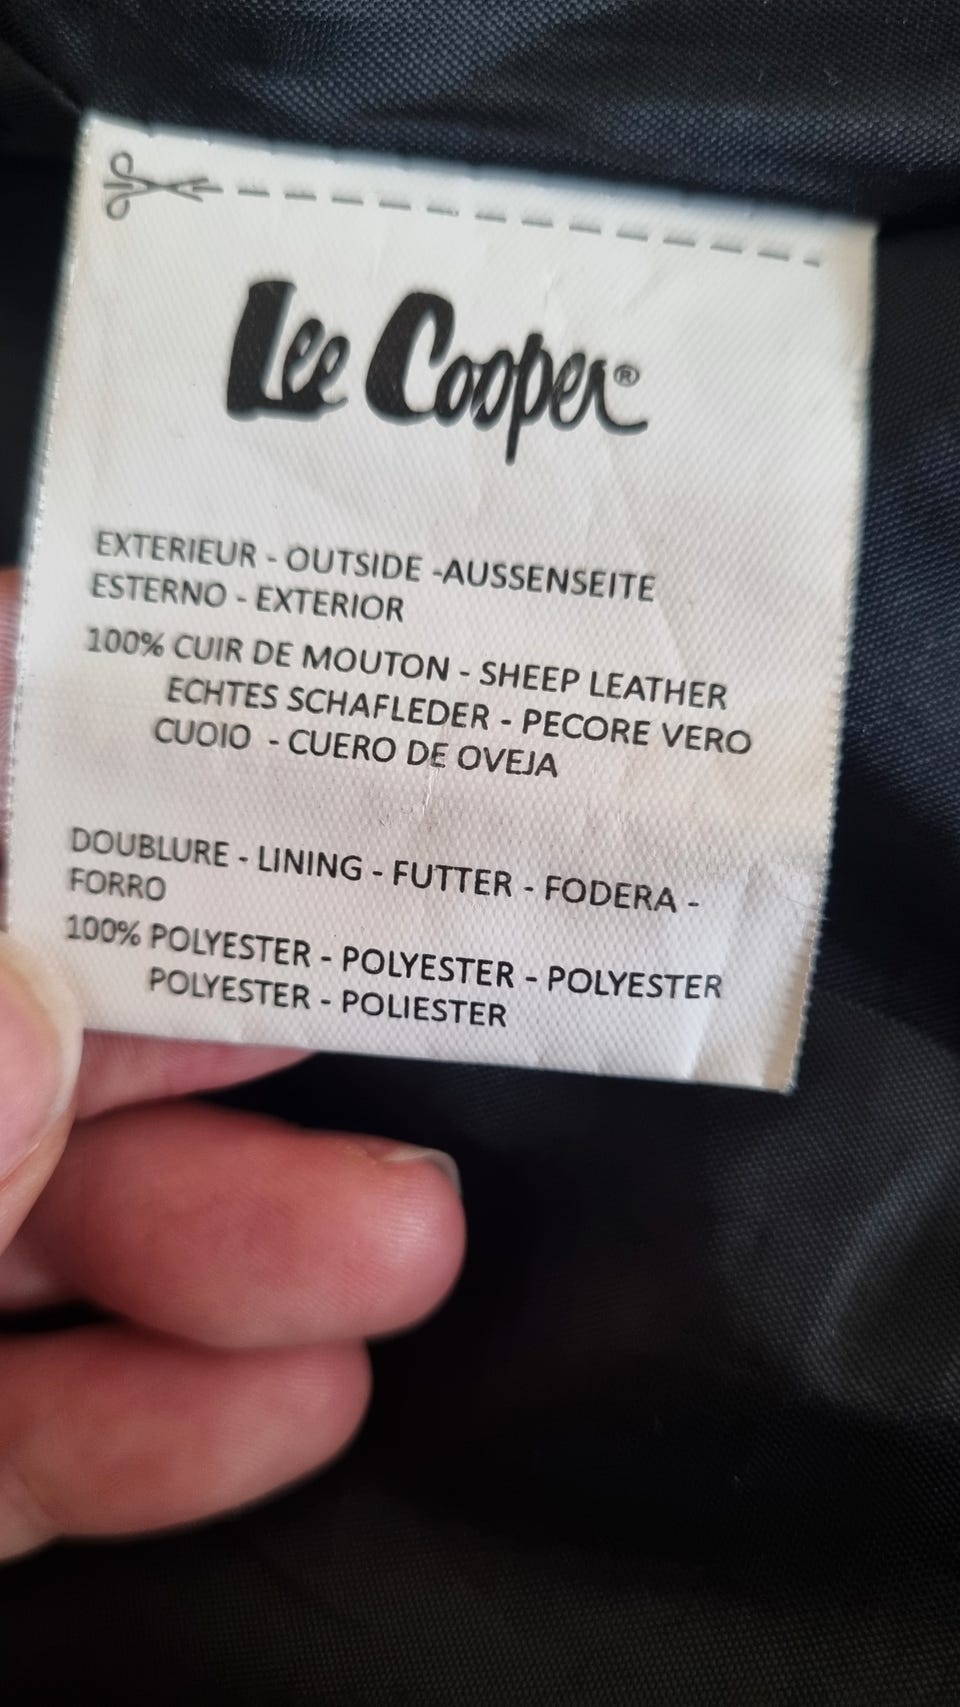 Lee Cooper®
EXTERIEUR - OUTSIDE -AUSSENSEITE
ESTERNO - EXTERIOR
100% CUIR DE MOUTON - SHEEP LEATHER
ECHTES SCHAFLEDER - PECORE VERO
CUOIO - CUERO DE OVEJA
DOUBLURE - LINING - FUTTER - FODERA -
FORRO
100% POLYESTER - POLYESTER - POLYESTER
POLYESTER - POLIESTER